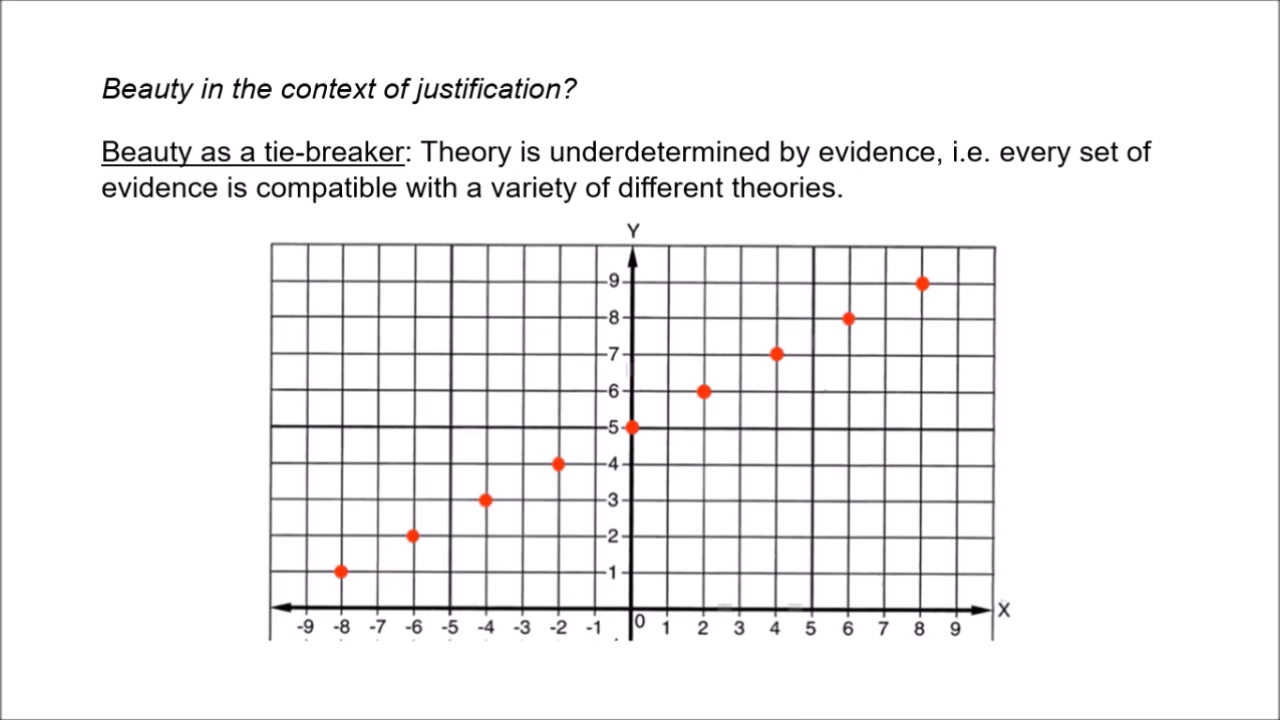 Beauty in the context of justification?
Beauty as a tie-breaker: Theory is underdetermined by evidence, i.e. every set of
evidence is compatible with a variety of different theories.
Y
9
8
7
6
5
4
3
2
1
X
-9 -8 -7 -6 -5 -4 -3 -2 -1 0 1 2 3 4 5 6 7 8 9